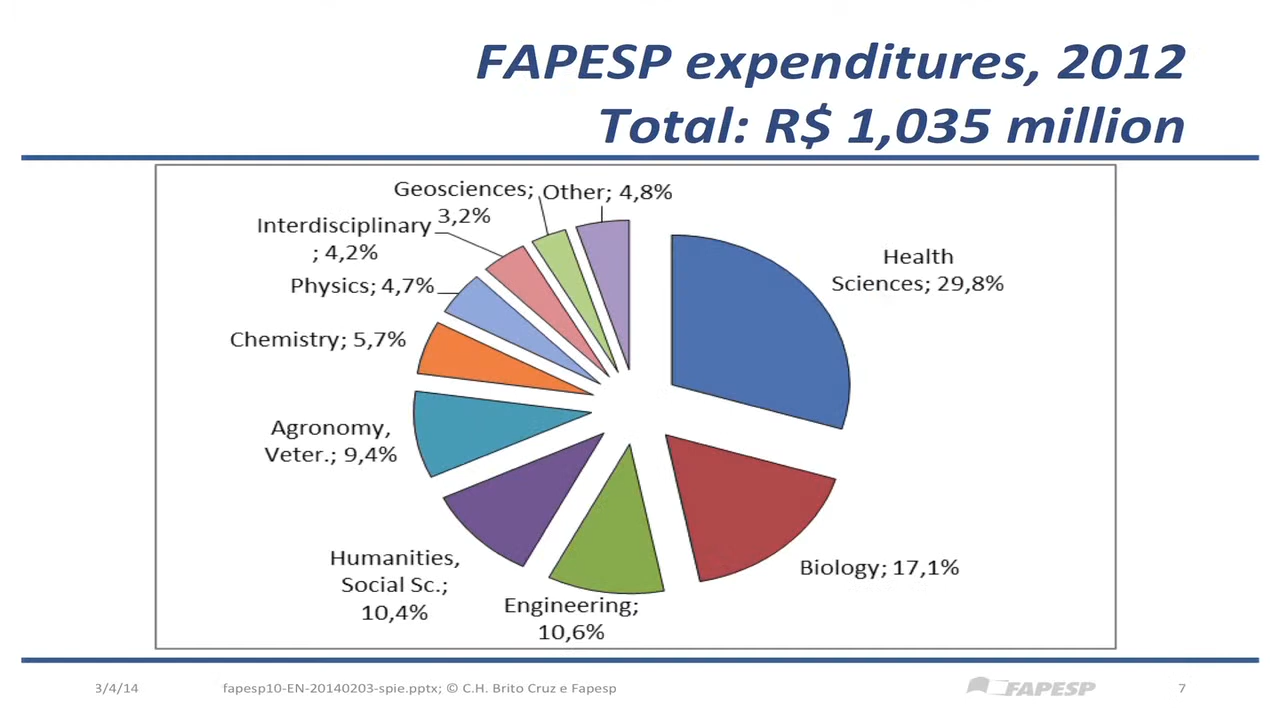 FAPESP expenditures, 2012
Total: R$ 1,035 million
Geosciences;
3,2%
Other; 4,8%
Interdisciplinary
; 4,2%
Physics; 4,7%
Chemistry; 5,7%
Agronomy,
Veter.; 9,4%
Humanities,
Social Sc.;
10,4%
Engineering;
10,6%
Biology; 17,1%
Health
Sciences; 29,8%
3/4/14
fapesp10-EN-20140203-spie.pptx; © C.H. Brito Cruz e Fapesp
FAPESP
7